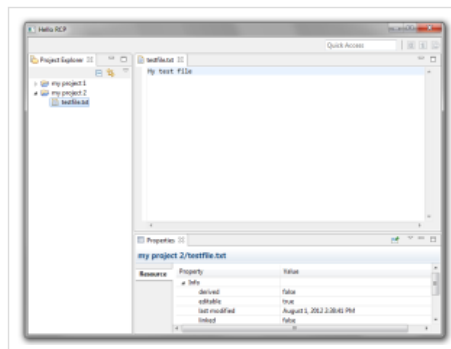 Hello RCP
Quick Access
Project Explorer
testfile.txt
My test file
my project 1
my project 2
testfile.txt
Properties
my project 2/testfile.txt
Resource
Property
Value
Info
derived
false
editable
true
last modified
August 1, 2012 2:38:41 PM
linked
false